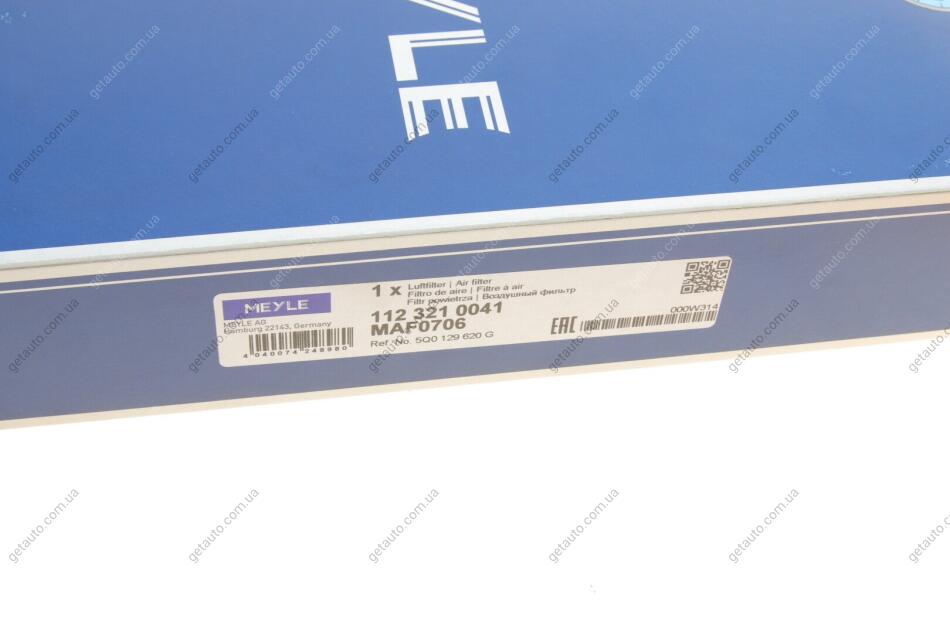 YLE
MEYLE
MEYLE AG
Hamburg 22143, Germany
4 040074 248980
1 x Luftfilter | Air filter
Filtro de aire | Filtre à air
Filtr powietrza | Воздушный фильтр
112 321 0041
MAF0706
Ref. No. 5Q0 129 620 G
EAC
000W314
getauto.com.ua